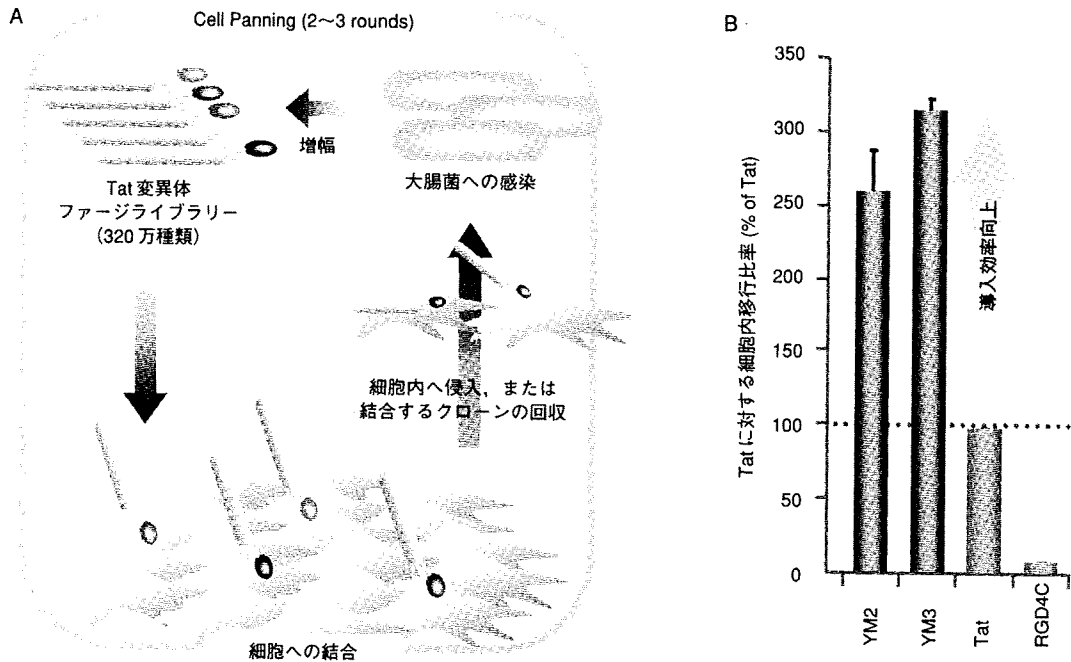 A
Cell Panning (2〜3 rounds)
増幅
Tat 変異体
ファージライブラリー
(320 万種類)
大腸菌への感染
細胞内へ侵入，または
結合するクローンの回収
細胞への結合
B
Tat に対する細胞内移行比率 (% of Tat)
350
300
250
200
150
100
50
0
導入効率向上
YM2
YM3
Tat
RGD4C